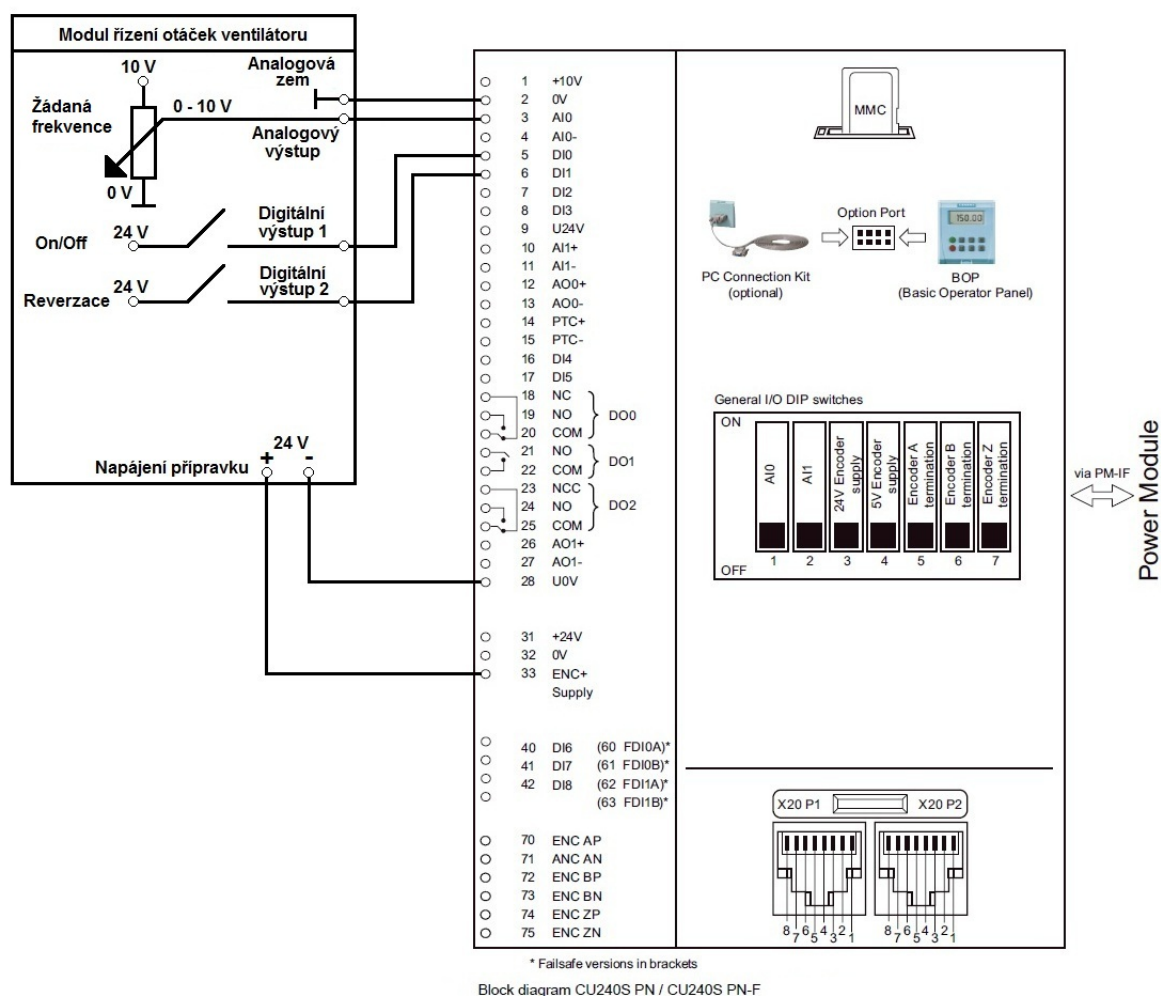 Modul řízení otáček ventilátoru
10 V
Analogová
zem
Žádaná
frekvence
0 - 10 V
Analogový
výstup
0 V
On/Off
24 V
Digitální
výstup 1
Reverzace
24 V
Digitální
výstup 2
24 V
+ -
Napájení přípravku
1 +10V
2 0V
3 AI0
4 AI0-
5 DI0
6 DI1
7 DI2
8 DI3
9 U24V
10 AI1+
11 AI1-
12 AO0+
13 AO0-
14 PTC+
15 PTC-
16 DI4
17 DI5
18 NC
19 NO DO0
20 COM
21 NO
22 COM DO1
23 NCC
24 NO DO2
25 COM
26 AO1+
27 AO1-
28 U0V
31 +24V
32 0V
33 ENC+
Supply
40 DI6 (60 FDI0A)*
41 DI7 (61 FDI0B)*
42 DI8 (62 FDI1A)*
(63 FDI1B)*
70 ENC AP
71 ANC AN
72 ENC BP
73 ENC BN
74 ENC ZP
75 ENC ZN
MMC
Option Port
150.00
PC Connection Kit
(optional)
BOP
(Basic Operator Panel)
General I/O DIP switches
ON
AI0
AI1
24V Encoder
supply
5V Encoder
supply
Encoder A
termination
Encoder B
termination
Encoder Z
termination
1 2 3 4 5 6 7
OFF
via PM-IF
Power Module
X20 P1 X20 P2
8 7 6 5 4 3 2 1 8 7 6 5 4 3 2 1
* Failsafe versions in brackets
Block diagram CU240S PN / CU240S PN-F